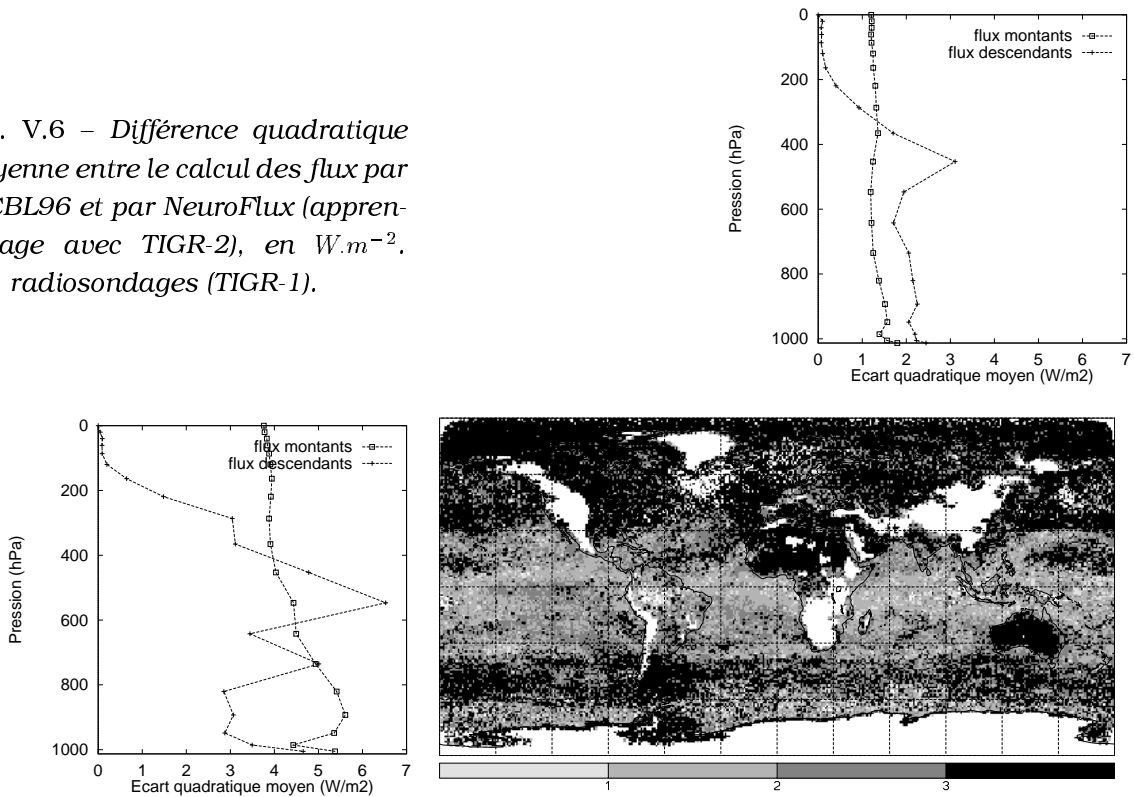 . V.6 – Différence quadratique
yenne entre le calcul des flux par
CBL96 et par NeuroFlux (appren-
age avec TIGR-2), en W.m⁻².
radiosondages (TIGR-1).
flux montants
flux descendants
Pression (hPa)
0
200
400
600
800
1000
0 1 2 3 4 5 6 7
Ecart quadratique moyen (W/m2)
flux montants
flux descendants
Pression (hPa)
0
200
400
600
800
1000
0 1 2 3 4 5 6 7
Ecart quadratique moyen (W/m2)
1 2 3